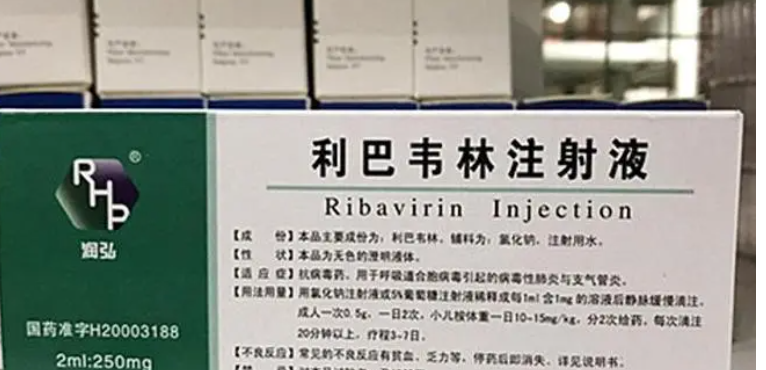 利巴韦林注射液
Ribavirin Injection
RHP
®
润弘
国药准字H20003188
2ml:250mg
【成　份】本品主要成份为：利巴韦林。辅料为：氯化钠、注射用水。
【性　状】本品为无色的澄明液体。
【适应症】抗病毒药。用于呼吸道合胞病毒引起的病毒性肺炎与支气管炎。
【用法用量】用氯化钠注射液或5%葡萄糖注射液稀释成每1ml含1mg的溶液后静脉缓慢滴注。
成人一次0.5g，一日2次，小儿按体重一日10-15mg/kg，分2次给药，每次滴注
20分钟以上，疗程3-7日。
【不良反应】常见的不良反应有贫血、乏力等，停药后即消失。详见说明书。